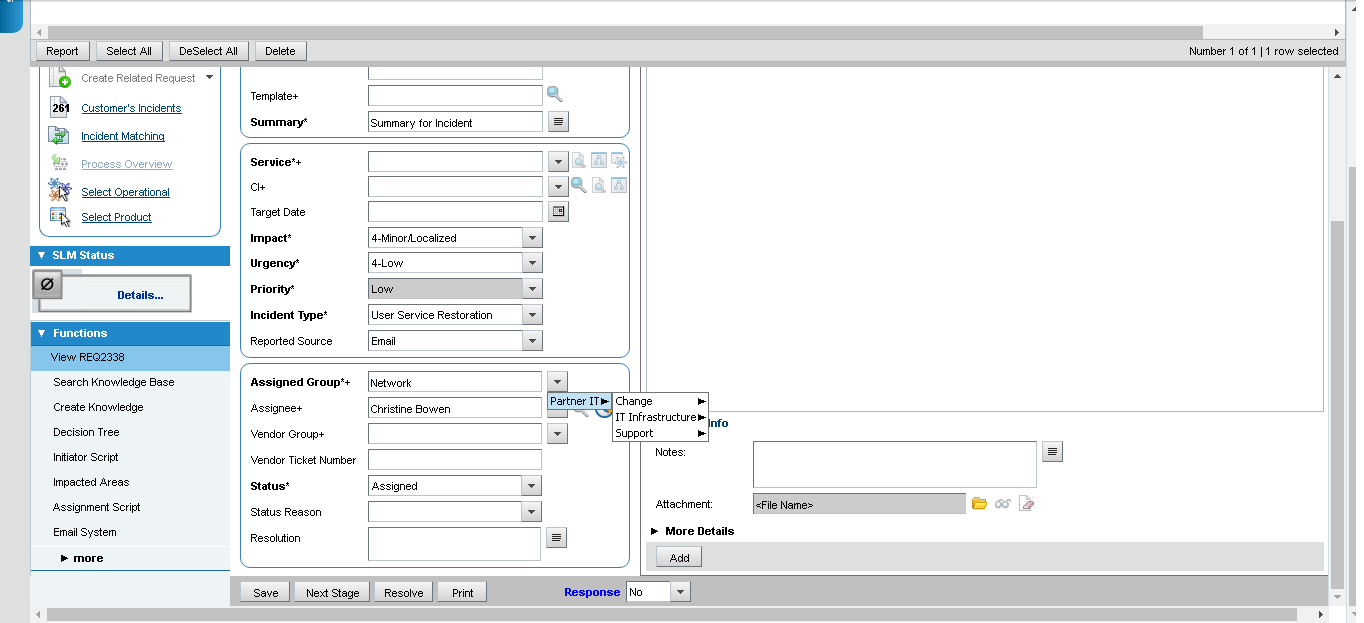 Report Select All DeSelect All Delete
Number 1 of 1 | 1 row selected
Create Related Request
261 Customer's Incidents
Incident Matching
Process Overview
Select Operational
Select Product
SLM Status
Details...
Functions
View REQ2338
Search Knowledge Base
Create Knowledge
Decision Tree
Initiator Script
Impacted Areas
Assignment Script
Email System
more
Template+
Summary* Summary for Incident
Service*+
CI+
Target Date
Impact* 4-Minor/Localized
Urgency* 4-Low
Priority* Low
Incident Type* User Service Restoration
Reported Source Email
Assigned Group*+ Network
Partner IT
Change
IT Infrastructure
Support
Assignee+ Christine Bowen
Vendor Group+
Vendor Ticket Number
Status* Assigned
Status Reason
Resolution
Info
Notes:
Attachment: <File Name>
More Details
Add
Save Next Stage Resolve Print
Response No